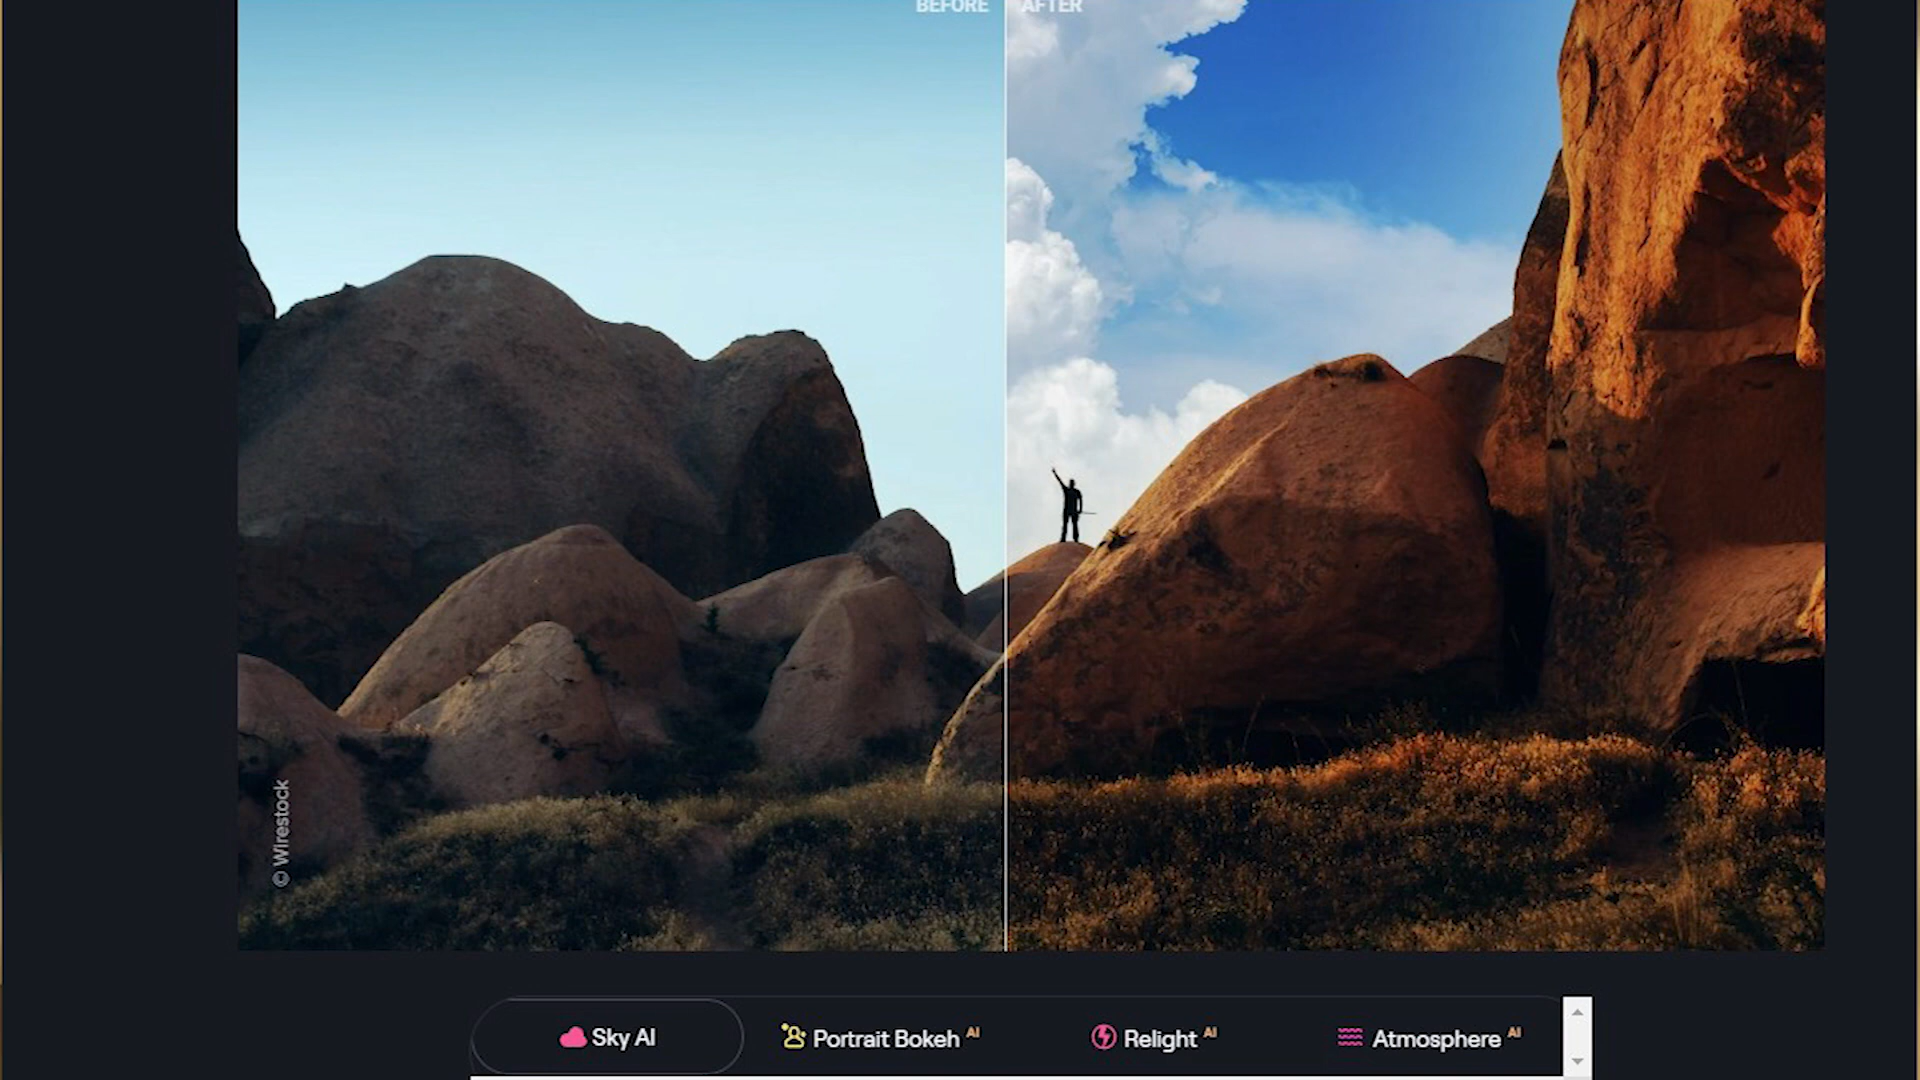 BEFORE AFTER
© Wirestock
Sky AI
Portrait Bokeh AI
Relight AI
Atmosphere AI